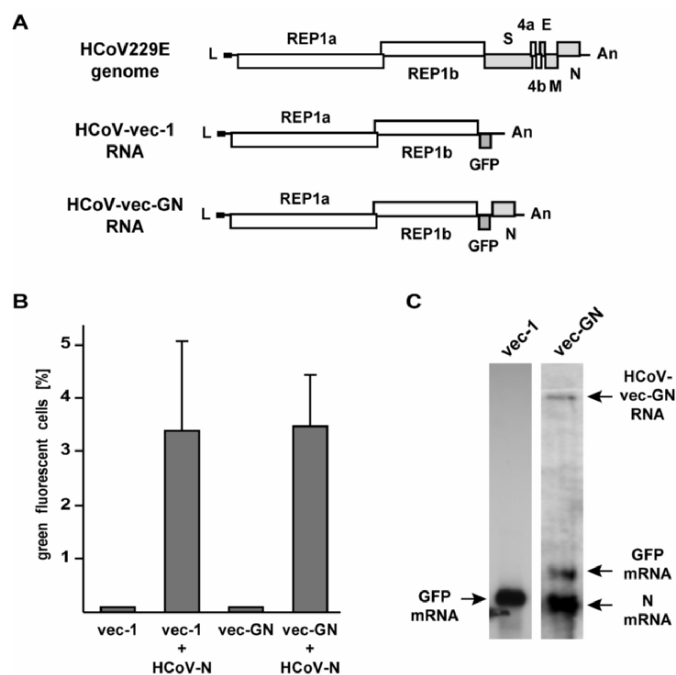 A
HCoV229E
genome
L
REP1a
REP1b
S
4a E
4b M
N
An
HCoV-vec-1
RNA
L
REP1a
REP1b
GFP
An
HCoV-vec-GN
RNA
L
REP1a
REP1b
GFP
N
An
B
green fluorescent cells [%]
5
4
3
2
1
vec-1
vec-1
+
HCoV-N
vec-GN
vec-GN
+
HCoV-N
C
vec-1
vec-GN
HCoV-
vec-GN
RNA
GFP
mRNA
GFP
mRNA
N
mRNA